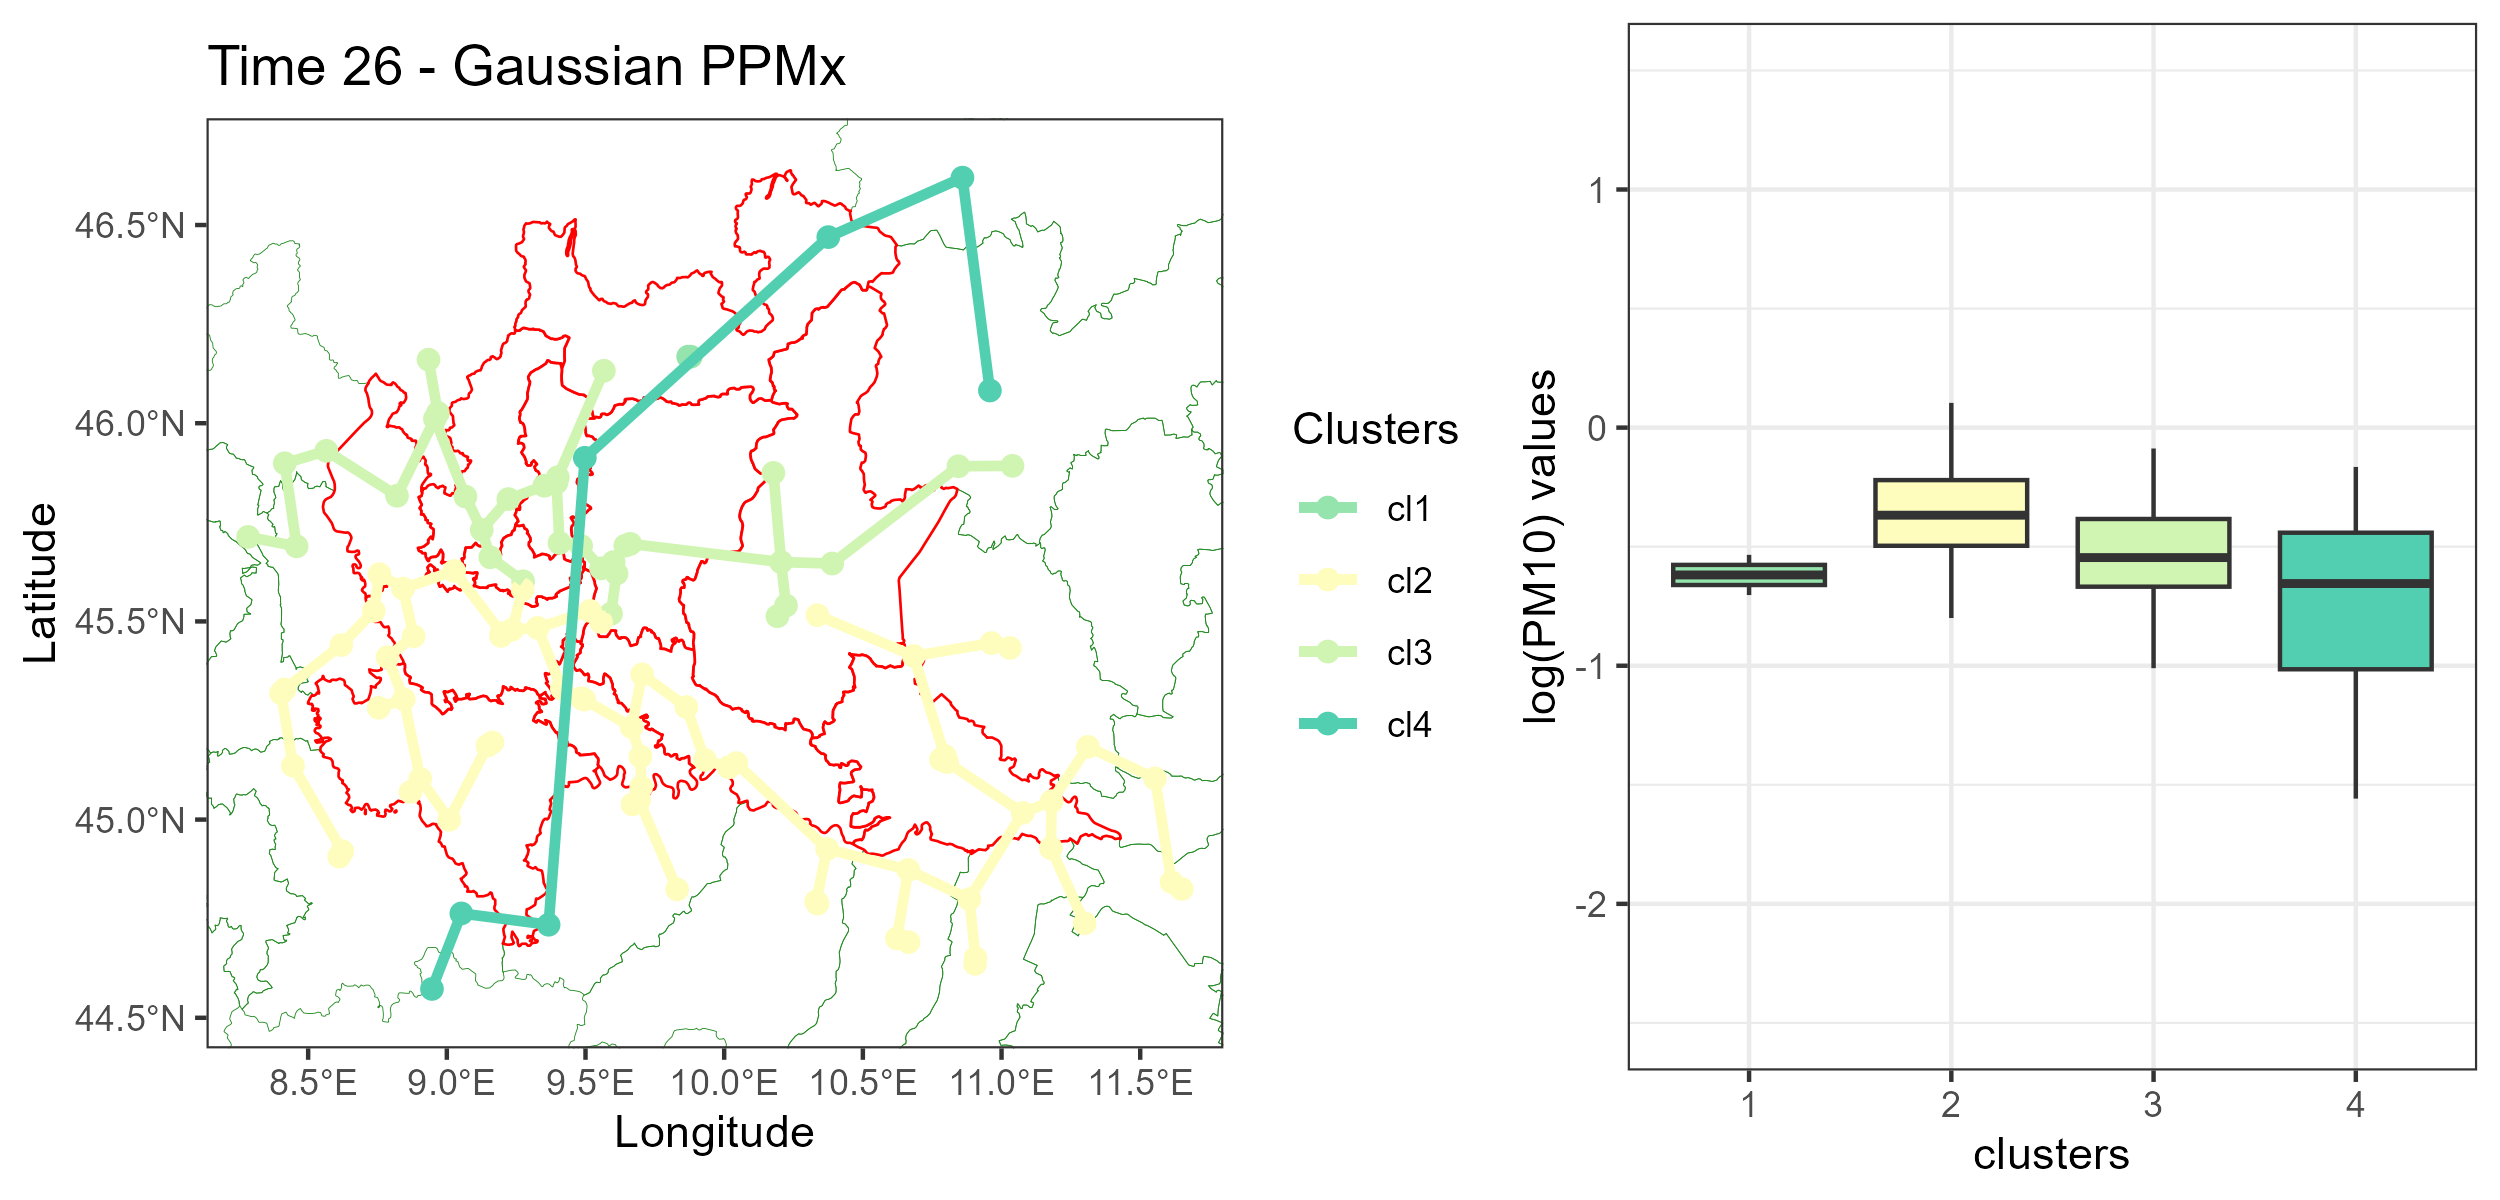 Time 26 - Gaussian PPMx
46.5°N
46.0°N
45.5°N
45.0°N
44.5°N
Latitude
8.5°E 9.0°E 9.5°E 10.0°E 10.5°E 11.0°E 11.5°E
Longitude
Clusters
cl1
cl2
cl3
cl4
log(PM10) values
1
0
-1
-2
1 2 3 4
clusters